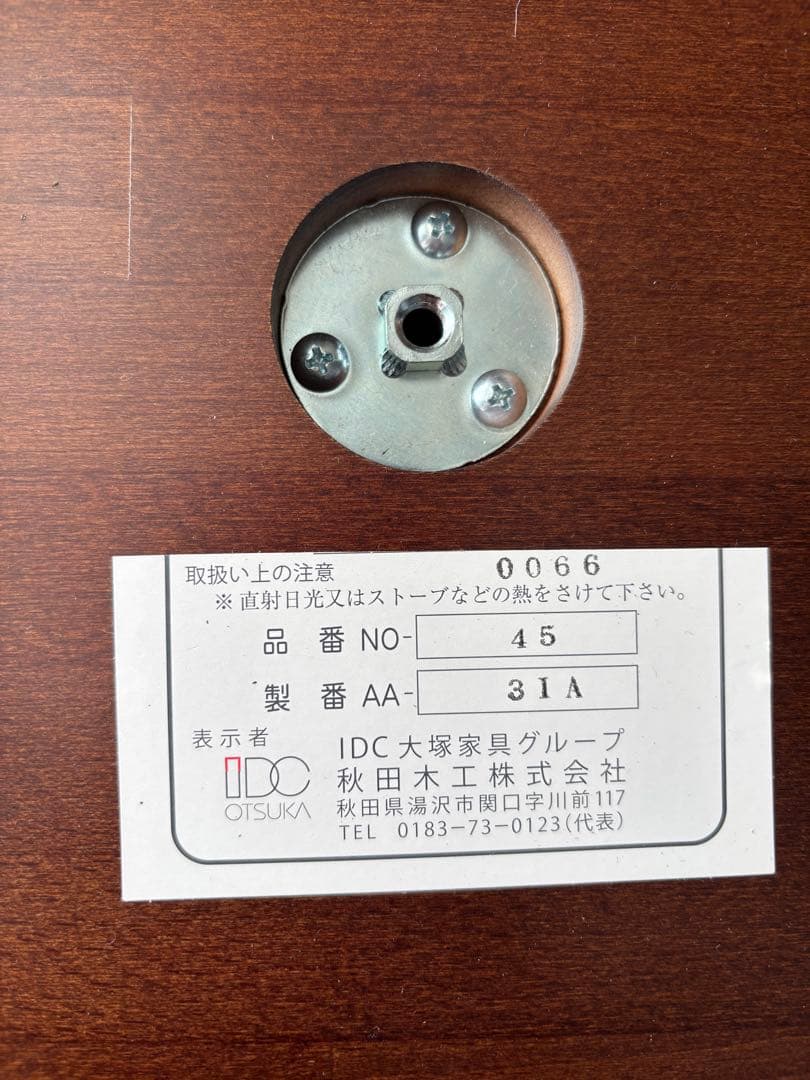 取扱い上の注意 0066
※ 直射日光又はストーブなどの熱をさけて下さい。
品 番 NO- 45
製 番 AA- 31A
表示者
IDC OTSUKA
IDC 大塚家具グループ
秋田木工株式会社
秋田県湯沢市関口字川前117
TEL 0183-73-0123(代表)